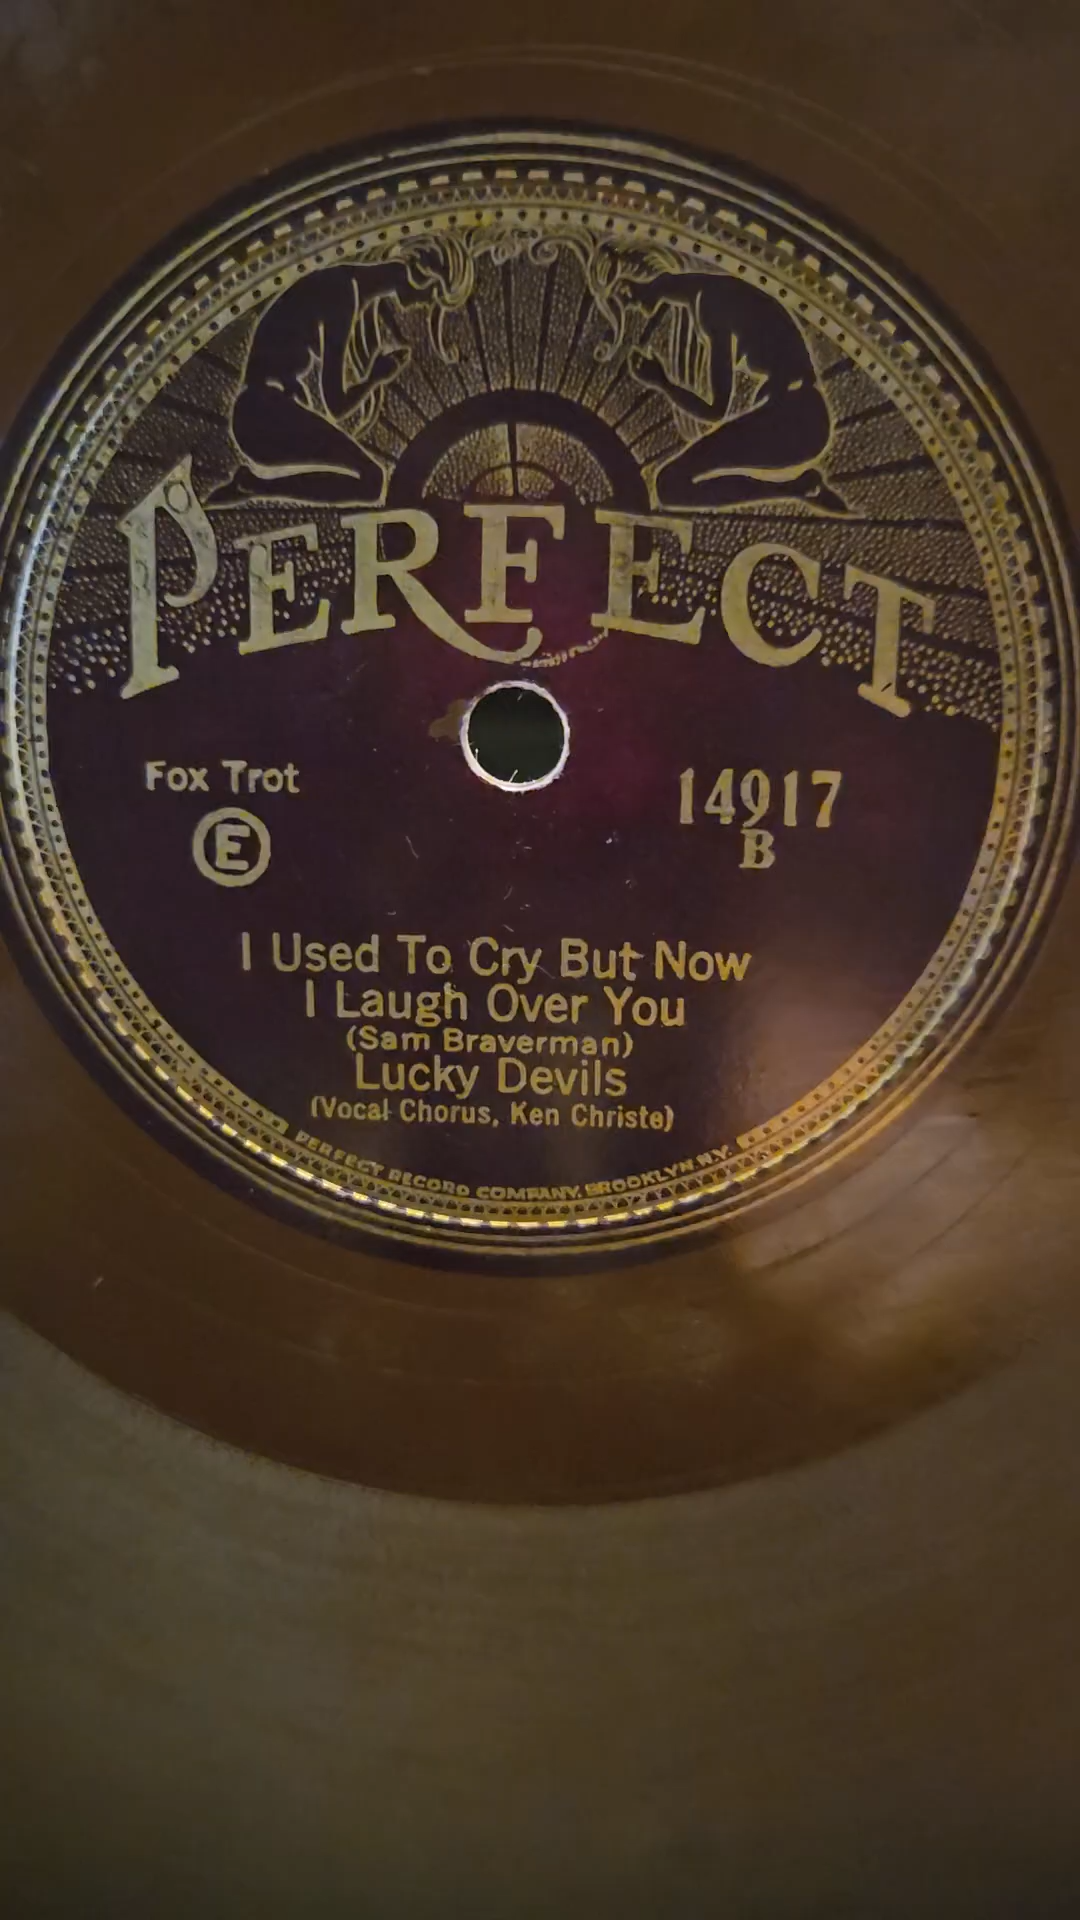 PERFECT
Fox Trot
E
14917
B
I Used To Cry But Now
I Laugh Over You
(Sam Braverman)
Lucky Devils
(Vocal Chorus, Ken Christe)
PERFECT RECORD COMPANY, BROOKLYN N.Y.